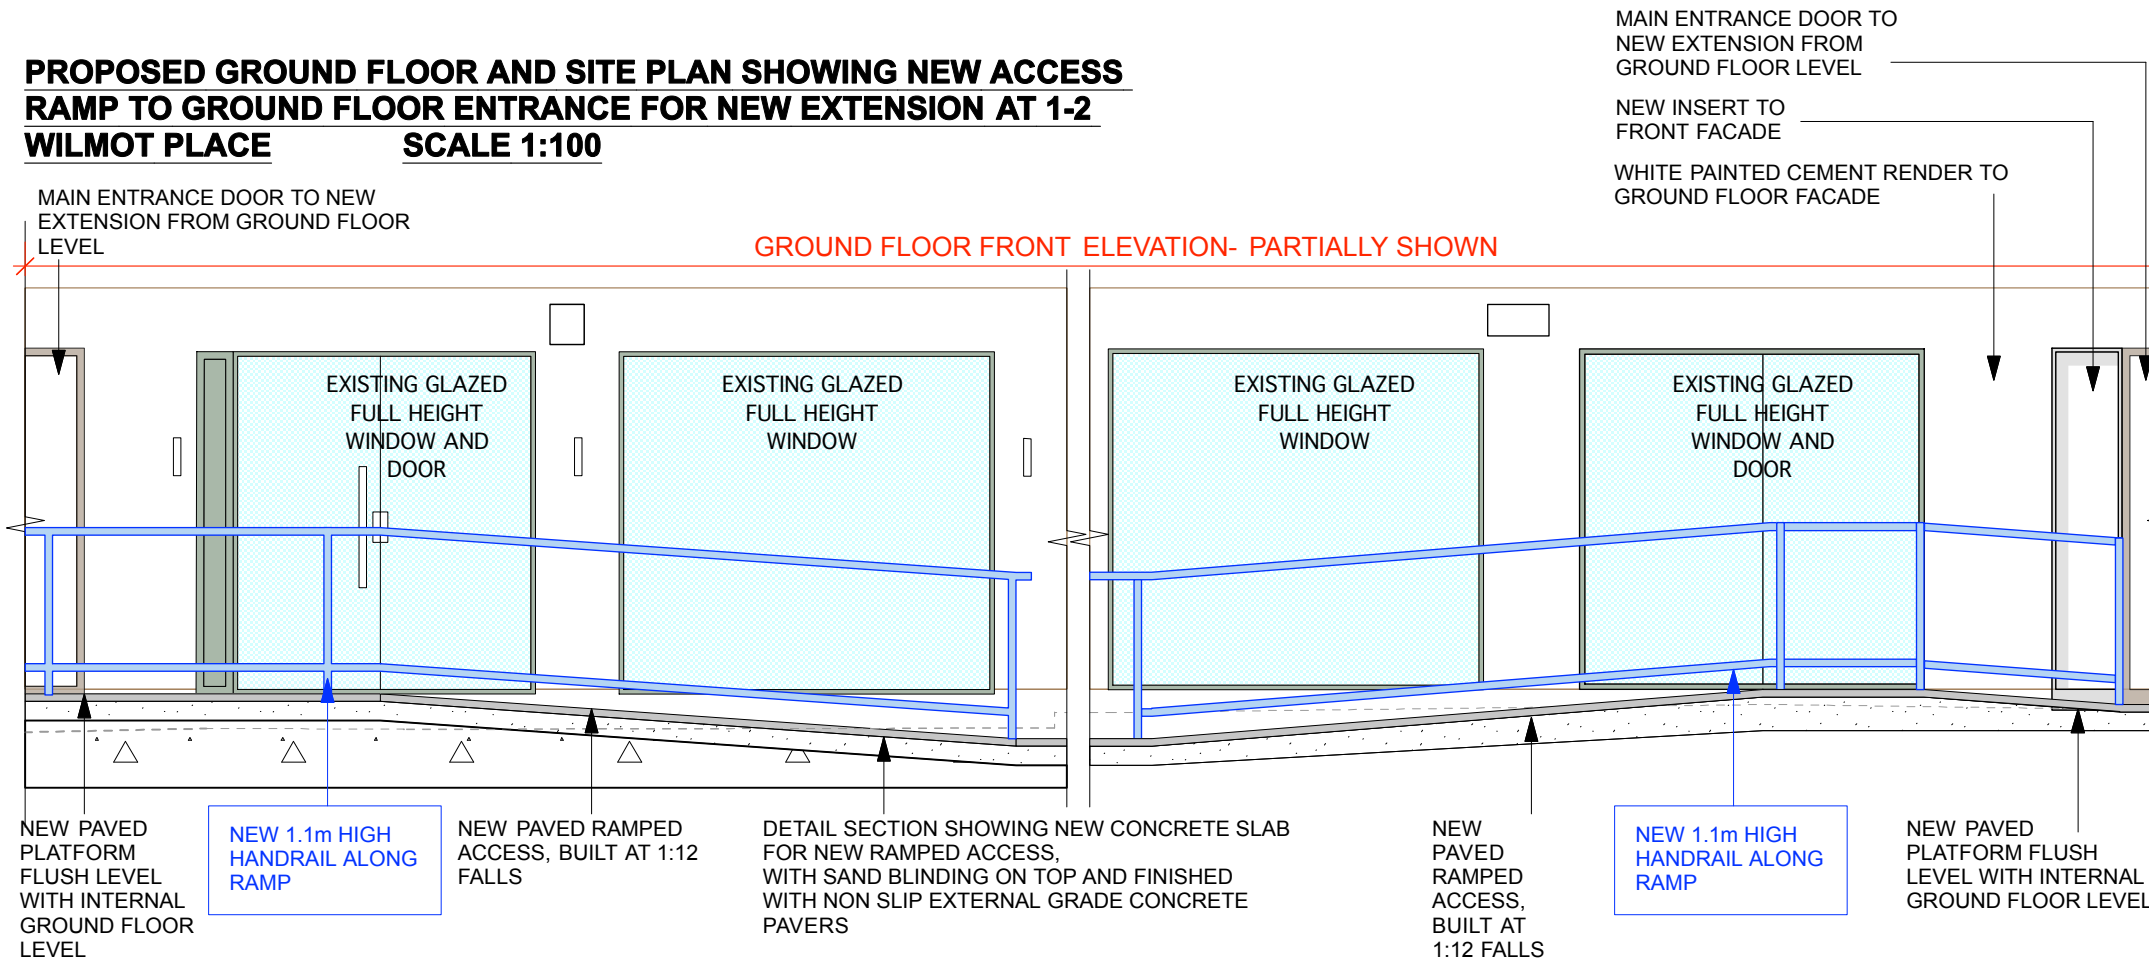 PROPOSED GROUND FLOOR AND SITE PLAN SHOWING NEW ACCESS
RAMP TO GROUND FLOOR ENTRANCE FOR NEW EXTENSION AT 1-2
WILMOT PLACE SCALE 1:100
MAIN ENTRANCE DOOR TO
NEW EXTENSION FROM
GROUND FLOOR LEVEL
NEW INSERT TO
FRONT FACADE
WHITE PAINTED CEMENT RENDER TO
GROUND FLOOR FACADE
MAIN ENTRANCE DOOR TO NEW
EXTENSION FROM GROUND FLOOR
LEVEL
GROUND FLOOR FRONT ELEVATION- PARTIALLY SHOWN
EXISTING GLAZED
FULL HEIGHT
WINDOW AND
DOOR
EXISTING GLAZED
FULL HEIGHT
WINDOW
EXISTING GLAZED
FULL HEIGHT
WINDOW
EXISTING GLAZED
FULL HEIGHT
WINDOW AND
DOOR
NEW PAVED
PLATFORM
FLUSH LEVEL
WITH INTERNAL
GROUND FLOOR
LEVEL
NEW 1.1m HIGH
HANDRAIL ALONG
RAMP
NEW PAVED RAMPED
ACCESS, BUILT AT 1:12
FALLS
DETAIL SECTION SHOWING NEW CONCRETE SLAB
FOR NEW RAMPED ACCESS,
WITH SAND BLINDING ON TOP AND FINISHED
WITH NON SLIP EXTERNAL GRADE CONCRETE
PAVERS
NEW
PAVED
RAMPED
ACCESS,
BUILT AT
1:12 FALLS
NEW 1.1m HIGH
HANDRAIL ALONG
RAMP
NEW PAVED
PLATFORM FLUSH
LEVEL WITH INTERNAL
GROUND FLOOR LEVEL